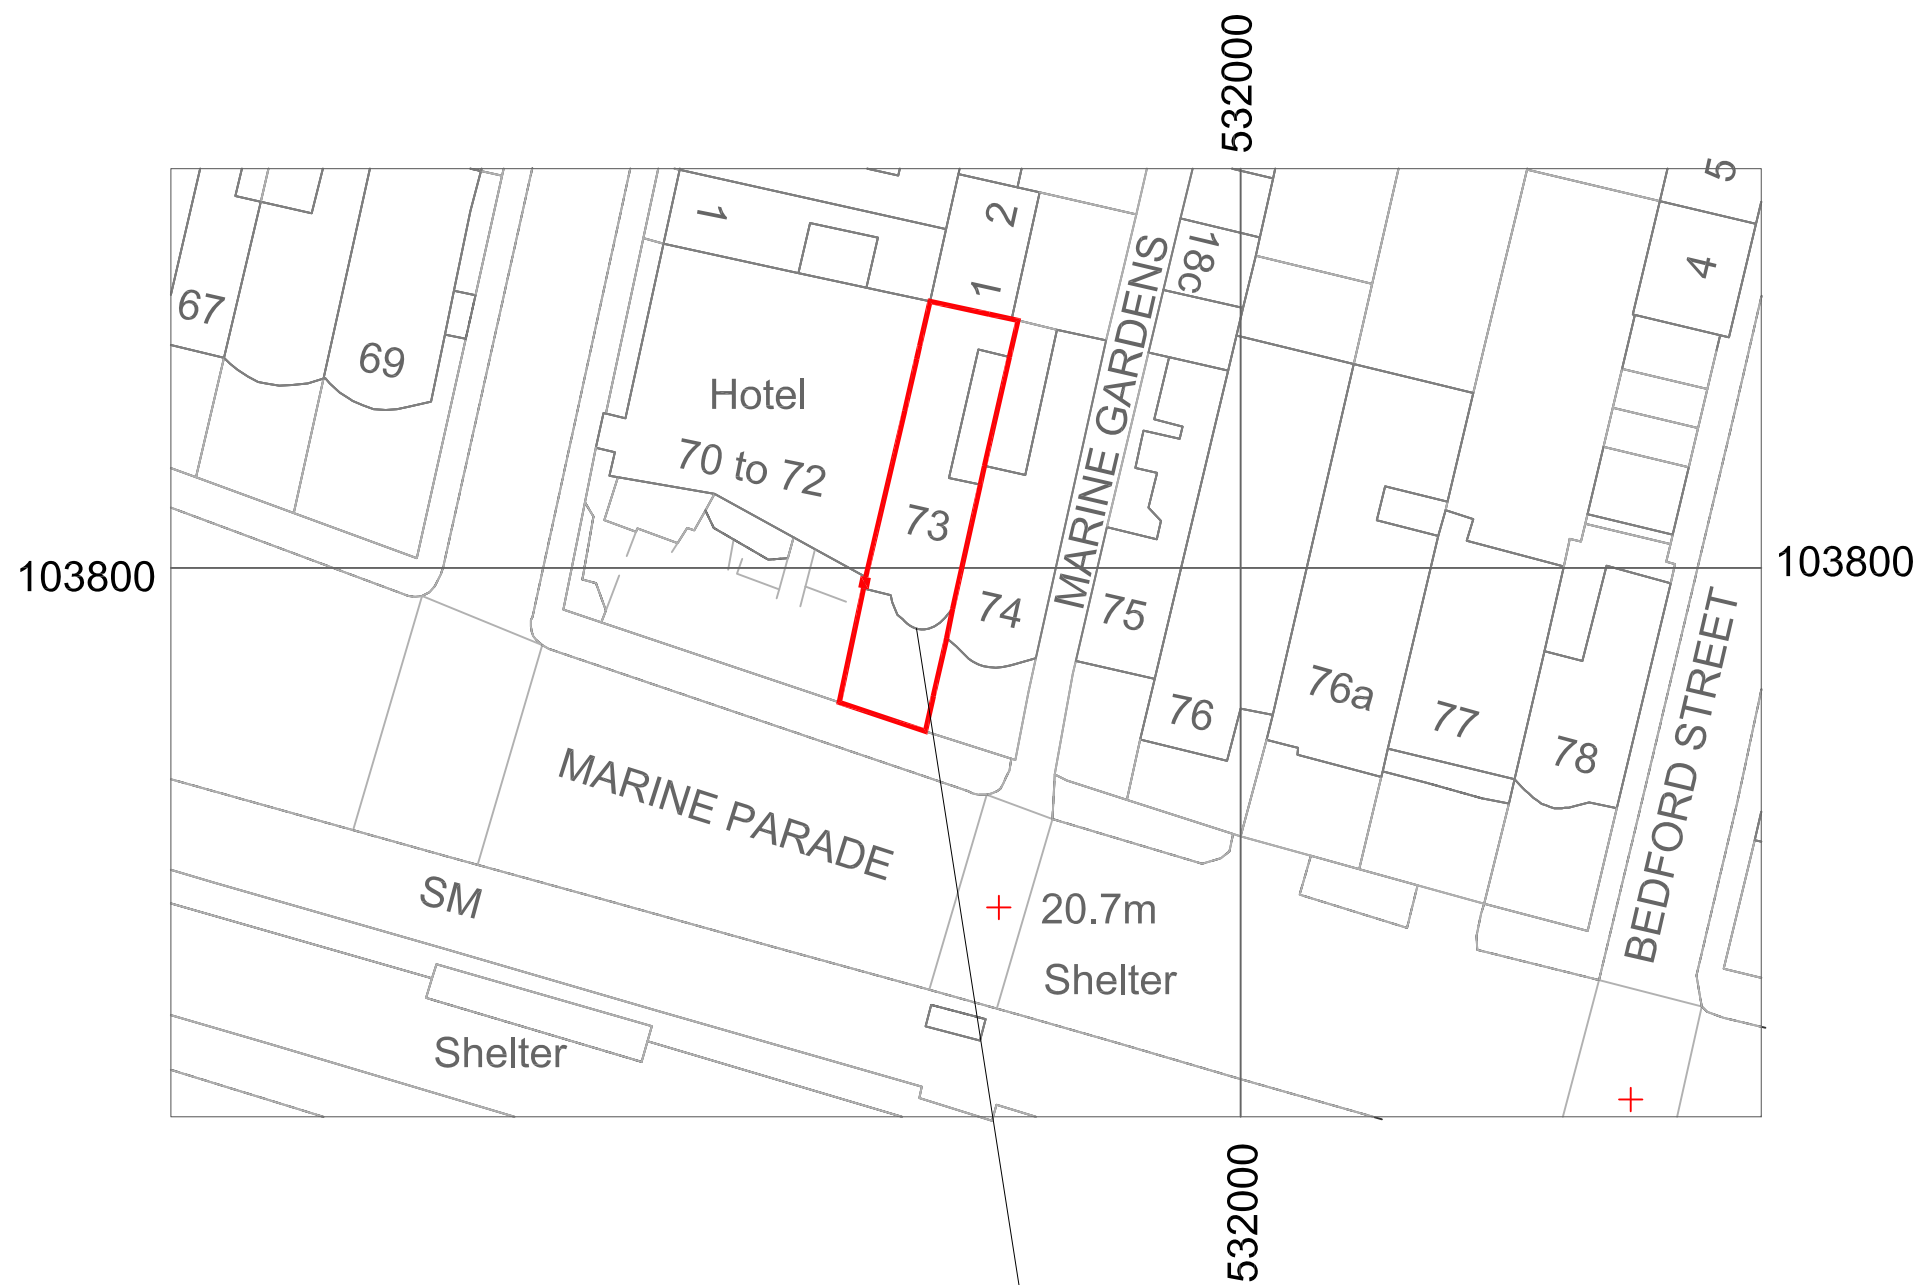 532000
5
1
2
18c
4
67
1
69
MARINE GARDENS
Hotel
70 to 72
73
103800
103800
74
75
76
76a
77
78
BEDFORD STREET
MARINE PARADE
SM
20.7m
Shelter
Shelter
532000